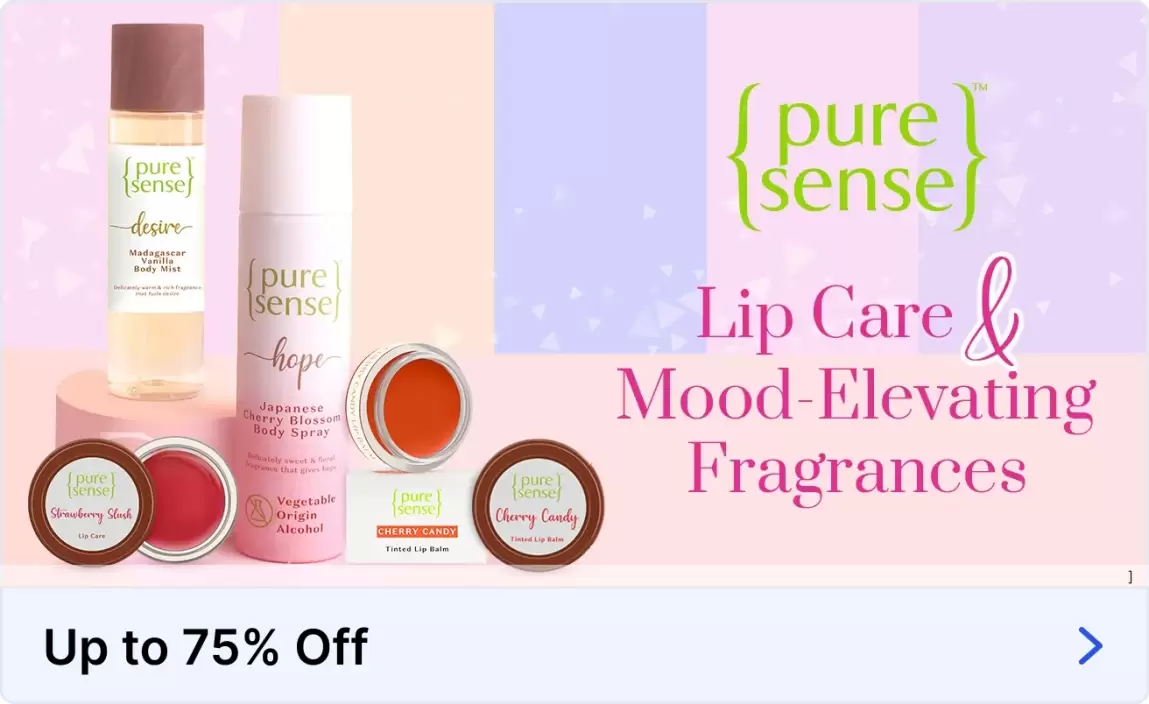 {pure sense}™
Lip Care &
Mood-Elevating
Fragrances
{pure
sense}
desire
Madagascar
Vanilla
Body Mist
Delicately warm & rich fragrance
that fuels desire
{pure
sense}
hope
Japanese
Cherry Blossom
Body Spray
Delicately sweet & floral
fragrance that gives hope
Vegetable
Origin
Alcohol
{pure
sense}
Strawberry Slush
Lip Care
{pure
sense}
CHERRY CANDY
Tinted Lip Balm
{pure
sense}
Cherry Candy
Tinted Lip Balm
]
Up to 75% Off